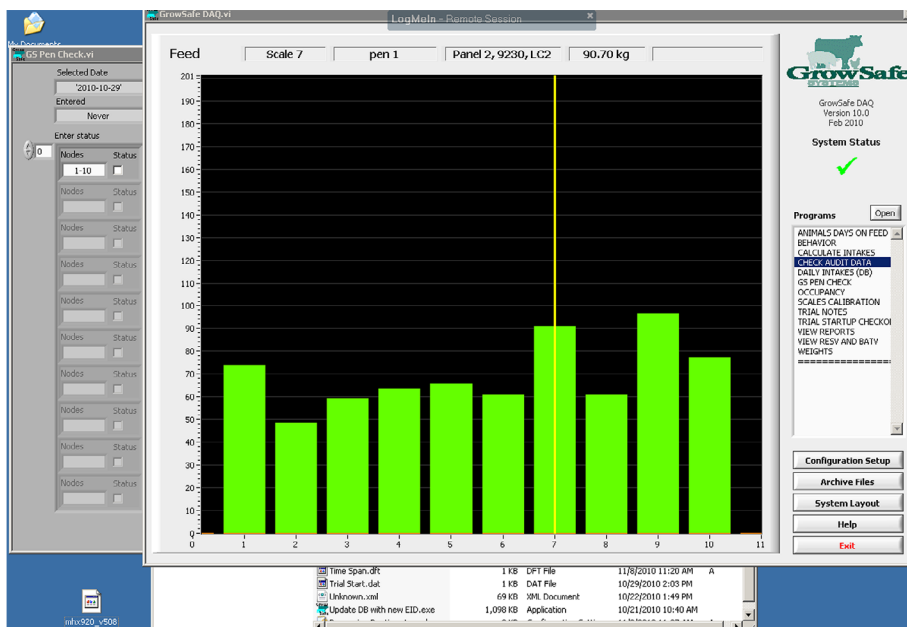 GrowSafe DAQ.vi
LogMeIn - Remote Session
×
My Documents
GS Pen Check.vi
Selected Date
'2010-10-29'
Entered
Never
Enter status
0
Nodes Status
1-10
Nodes Status
Nodes Status
Nodes Status
Nodes Status
Nodes Status
Nodes Status
Nodes Status
Nodes Status
Nodes Status
Feed Scale 7 pen 1 Panel 2, 9230, LC2 90.70 kg
201
190
180
170
160
150
140
130
120
110
100
90
80
70
60
50
40
30
20
10
0
0 1 2 3 4 5 6 7 8 9 10 11
GrowSafe
SYSTEMS
GrowSafe DAQ
Version 10.0
Feb 2010
System Status
Programs Open
ANIMALS DAYS ON FEED
BEHAVIOR
CALCULATE INTAKES
CHECK AUDIT DATA
DAILY INTAKES (DB)
GS PEN CHECK
OCCUPANCY
SCALES CALIBRATION
TRIAL NOTES
TRIAL STARTUP CHECKO
VIEW REPORTS
VIEW RESV AND BATV
WEIGHTS
=================
Configuration Setup
Archive Files
System Layout
Help
Exit
Time Span.dft 1 KB DFT File 11/8/2010 11:20 AM A
Trial Start.dat 1 KB DAT File 10/29/2010 2:03 PM
Unknown.xml 69 KB XML Document 10/22/2010 1:49 PM
Update DB with new EID.exe 1,098 KB Application 10/21/2010 10:40 AM
mhx920_v508